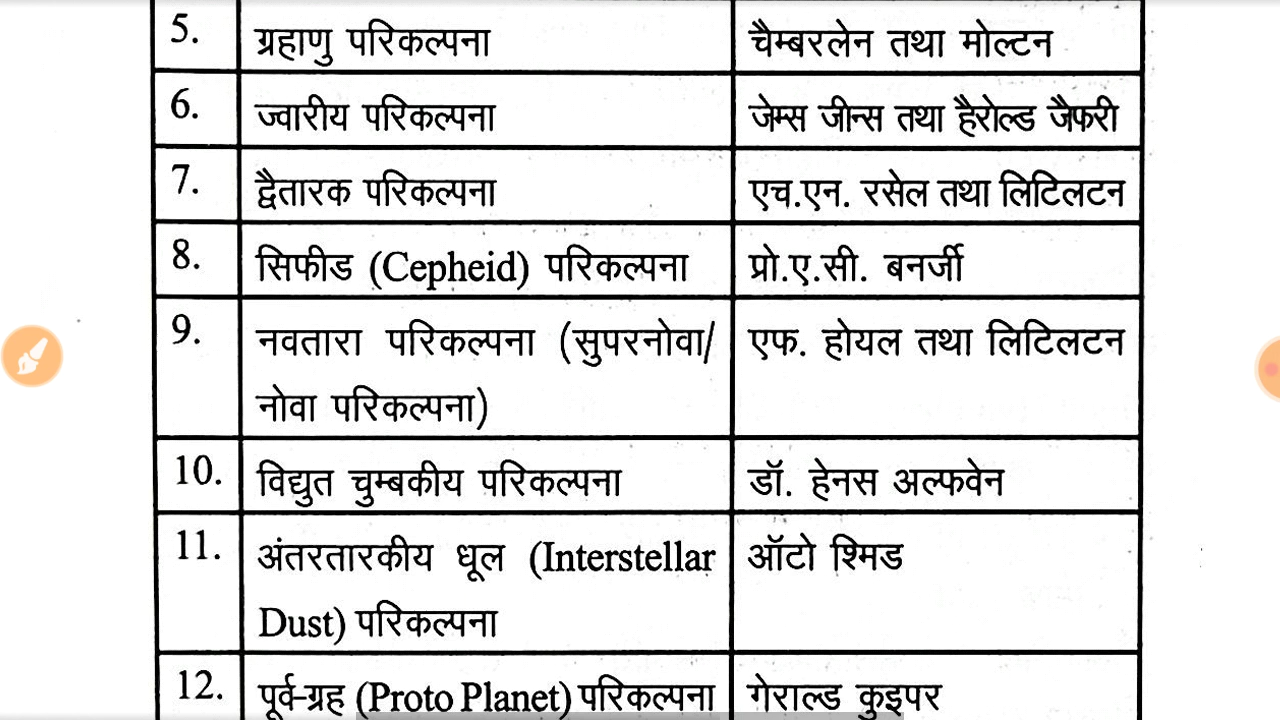 5. ग्रहाणु परिकल्पना चैम्बरलेन तथा मोल्टन
6. ज्वारीय परिकल्पना जेम्स जीन्स तथा हैरोल्ड जैफरी
7. द्वैतारक परिकल्पना एच.एन. रसेल तथा लिटिलटन
8. सिफीड (Cepheid) परिकल्पना प्रो.ए.सी. बनर्जी
9. नवतारा परिकल्पना (सुपरनोवा/ एफ. होयल तथा लिटिलटन
नोवा परिकल्पना)
10. विद्युत चुम्बकीय परिकल्पना डॉ. हेनस अल्फवेन
11. अंतरतारकीय धूल (Interstellar ऑटो श्मिड
Dust) परिकल्पना
12. पूर्व-ग्रह (Proto Planet) परिकल्पना गेराल्ड कुइपर